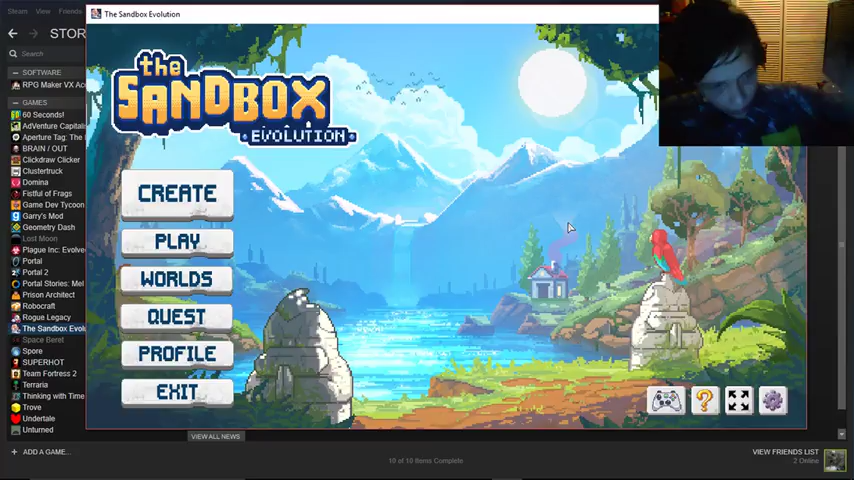 Steam View Friends
The Sandbox Evolution
STOR
Search
SOFTWARE
RPG Maker VX Ac
GAMES
60 Seconds!
AdVenture Capitali
Aperture Tag: The
BRAIN / OUT
Clickdraw Clicker
Clustertruck
Domina
Fistful of Frags
Game Dev Tycoon
Garry's Mod
Geometry Dash
Lost Moon
Plague Inc: Evolve
Portal
Portal 2
Portal Stories: Mel
Prison Architect
Robocraft
Rogue Legacy
The Sandbox Evolu
Space Beret
Spore
SUPERHOT
Team Fortress 2
Terraria
Thinking with Time
Trove
Undertale
Unturned
+ ADD A GAME...
the
SANDBOX
EVOLUTION
CREATE
PLAY
WORLDS
QUEST
PROFILE
EXIT
?
VIEW ALL NEWS
10 of 10 Items Complete
VIEW FRIENDS LIST
2 Online